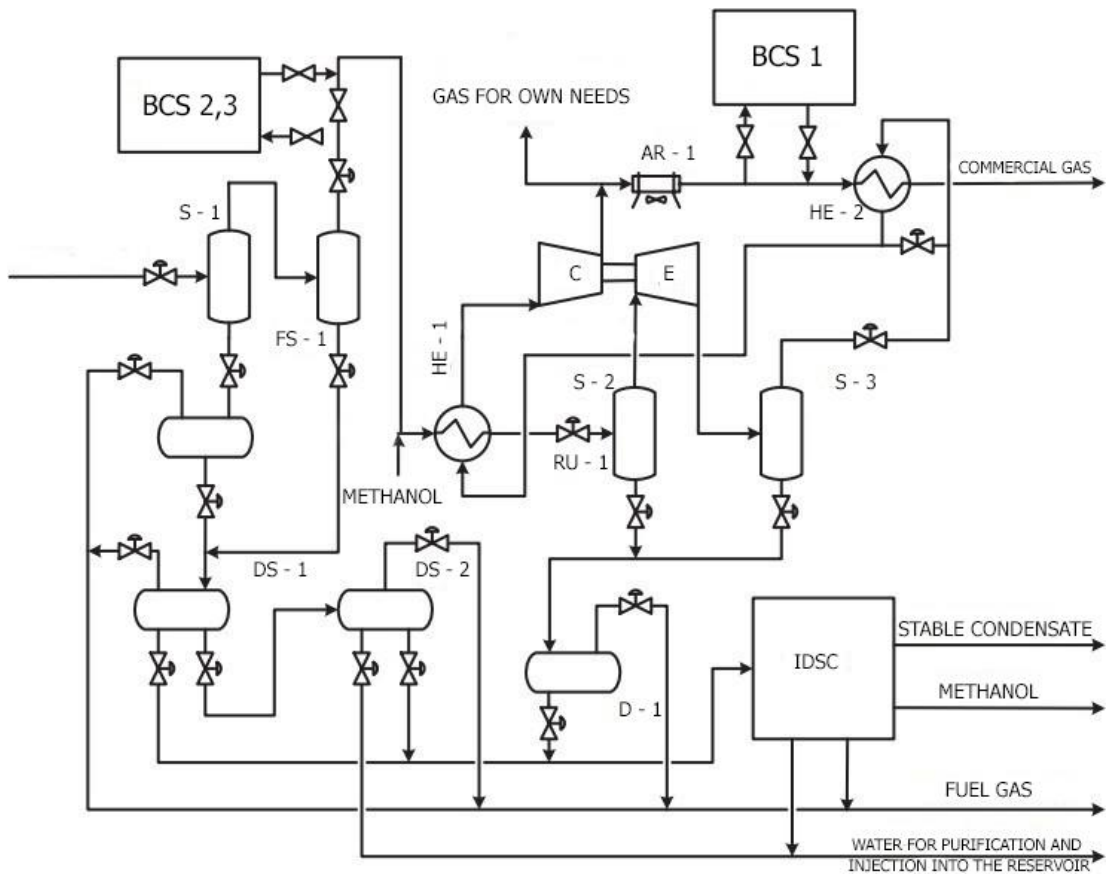 BCS 1
BCS 2,3
GAS FOR OWN NEEDS
AR - 1
COMMERCIAL GAS
S - 1
HE - 2
C
E
FS - 1
HE - 1
S - 2
S - 3
RU - 1
METHANOL
DS - 1
DS - 2
STABLE CONDENSATE
IDSC
METHANOL
D - 1
FUEL GAS
WATER FOR PURIFICATION AND
INJECTION INTO THE RESERVOIR